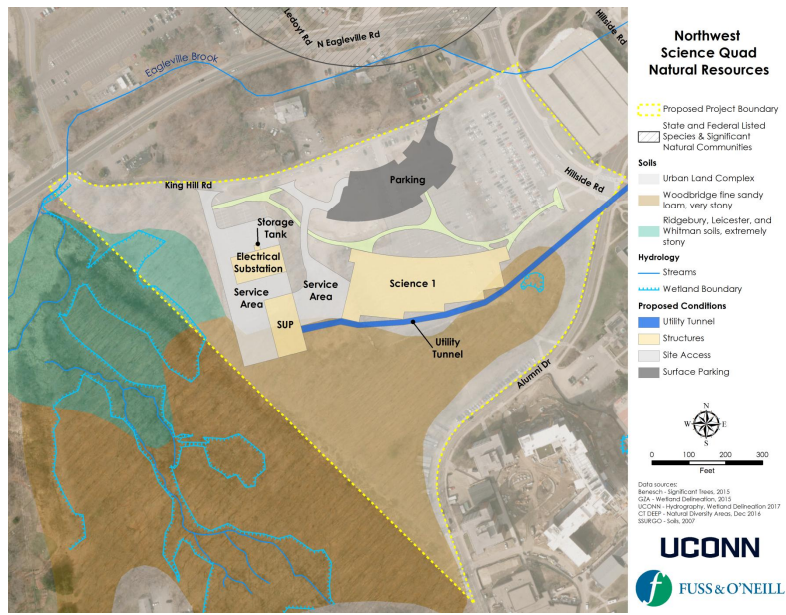 Ledoyt Rd
N Eagleville Rd
Hillside Rd
Eagleville Brook
King Hill Rd
Parking
Hillside Rd
Storage
Tank
Electrical
Substation
Service
Area
Service
Area
Science 1
SUP
Utility
Tunnel
Alumni Dr
Northwest
Science Quad
Natural Resources
Proposed Project Boundary
State and Federal Listed
Species & Significant
Natural Communities
Soils
Urban Land Complex
Woodbridge fine sandy
loam, very stony
Ridgebury, Leicester, and
Whitman soils, extremely
stony
Hydrology
Streams
Wetland Boundary
Proposed Conditions
Utility Tunnel
Structures
Site Access
Surface Parking
N
W E
S
0 100 200 300
Feet
Data sources:
Benesch - Significant Trees, 2015
GZA - Wetland Delineation, 2015
UCONN - Hydrography, Wetland Delineation 2017
CT DEEP - Natural Diversity Areas, Dec 2016
SSURGO - Soils, 2007
UCONN
f FUSS & O'NEILL